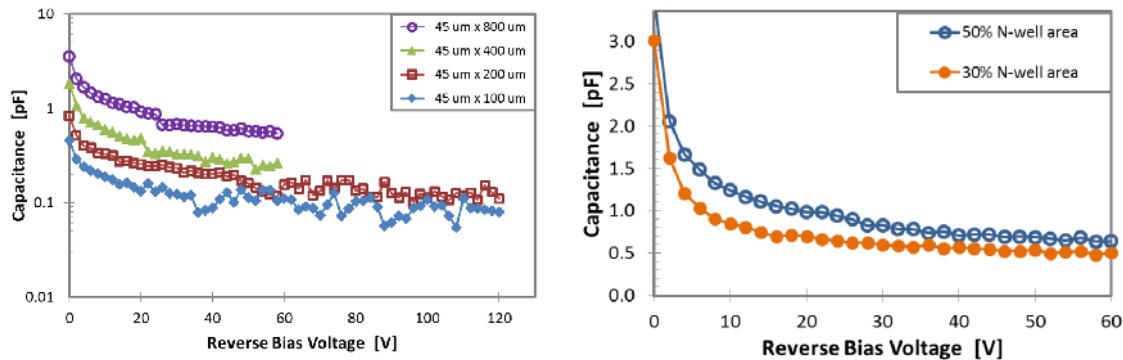 10
1
0.1
0.01
Capacitance [pF]
0 20 40 60 80 100 120
Reverse Bias Voltage [V]
45 um x 800 um
45 um x 400 um
45 um x 200 um
45 um x 100 um
3.0
2.5
2.0
1.5
1.0
0.5
0.0
Capacitance [pF]
0 10 20 30 40 50 60
Reverse Bias Voltage [V]
50% N-well area
30% N-well area